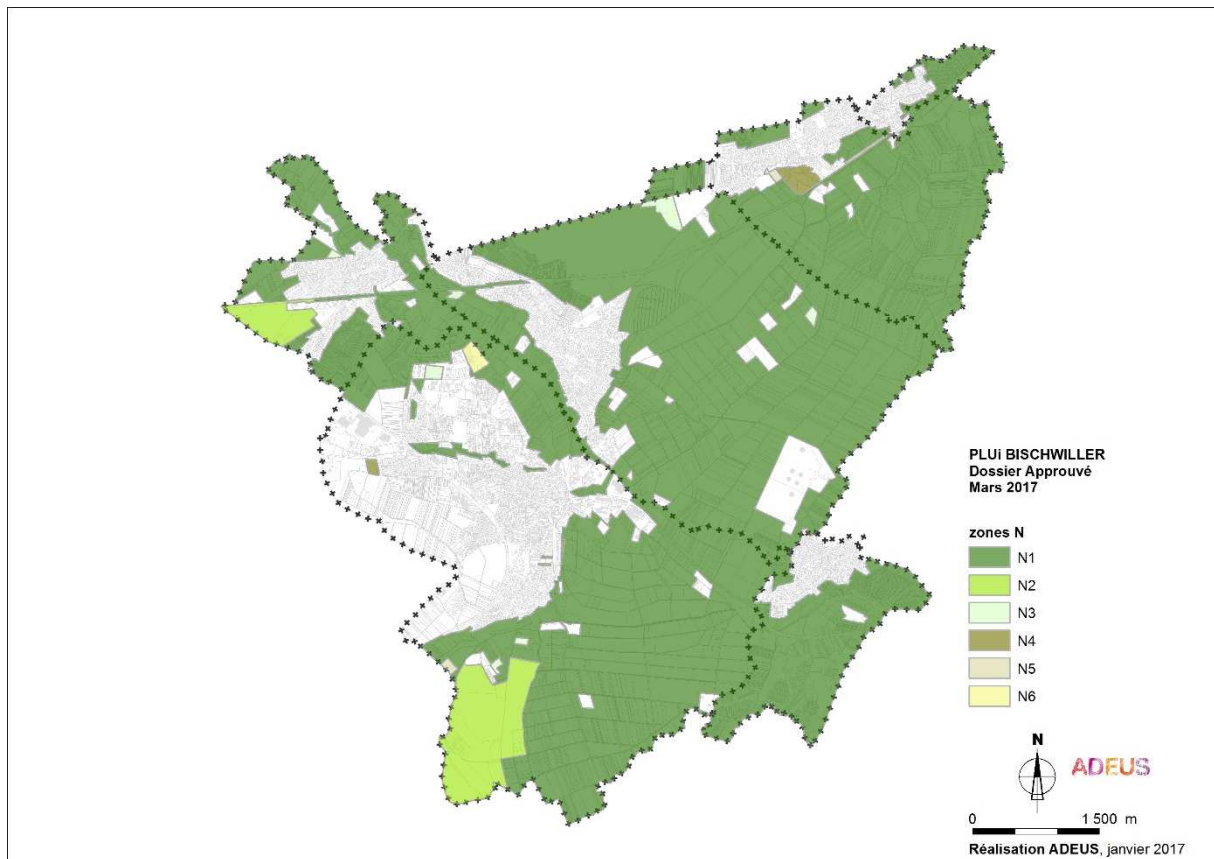 PLUi BISCHWILLER
Dossier Approuvé
Mars 2017
zones N
N1
N2
N3
N4
N5
N6
N
ADEUS
0 1 500 m
Réalisation ADEUS, janvier 2017